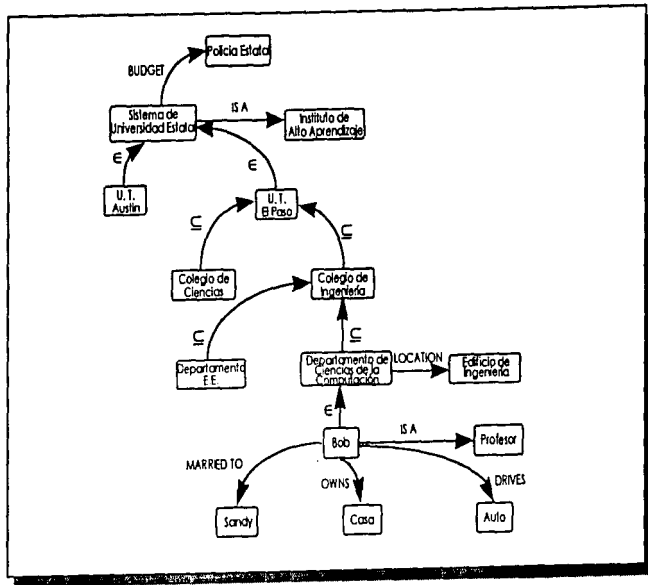 Policia Estatal
BUDGET
Sistema de
Universidad Estatal
IS A
Instituto de
Alto Aprendizaje
∈
∈
U.T.
Austin
U.T.
El Paso
⊆
⊆
Colegio de
Ciencias
Colegio de
Ingeniería
⊆
⊆
Departamento
E.E.
Departamento de
Ciencias de la
Computación
LOCATION
Edificio de
Ingeniería
∈
Bob
IS A
Profesor
MARRIED TO
OWNS
DRIVES
Sandy
Casa
Auto